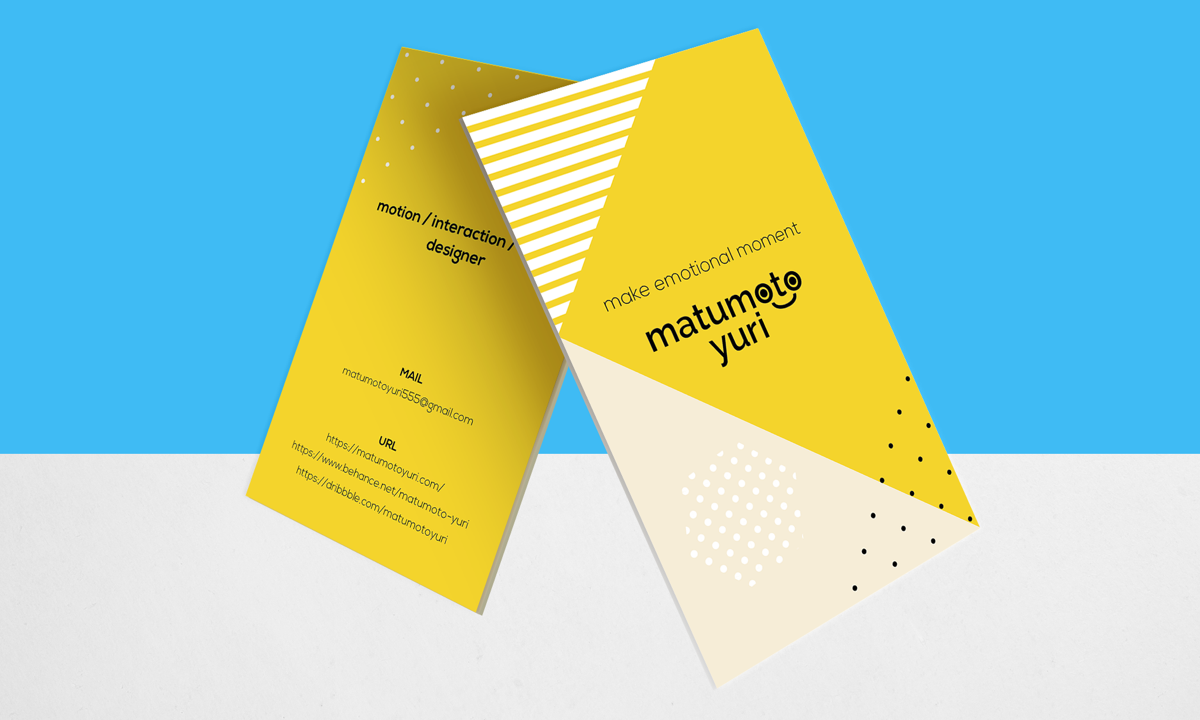 motion / interaction /
designer
MAIL
matumotoyuri555@gmail.com
URL
https://matumotoyuri.com/
https://www.behance.net/matumoto-yuri
https://dribbble.com/matumotoyuri
make emotional moment
matumoto
yuri